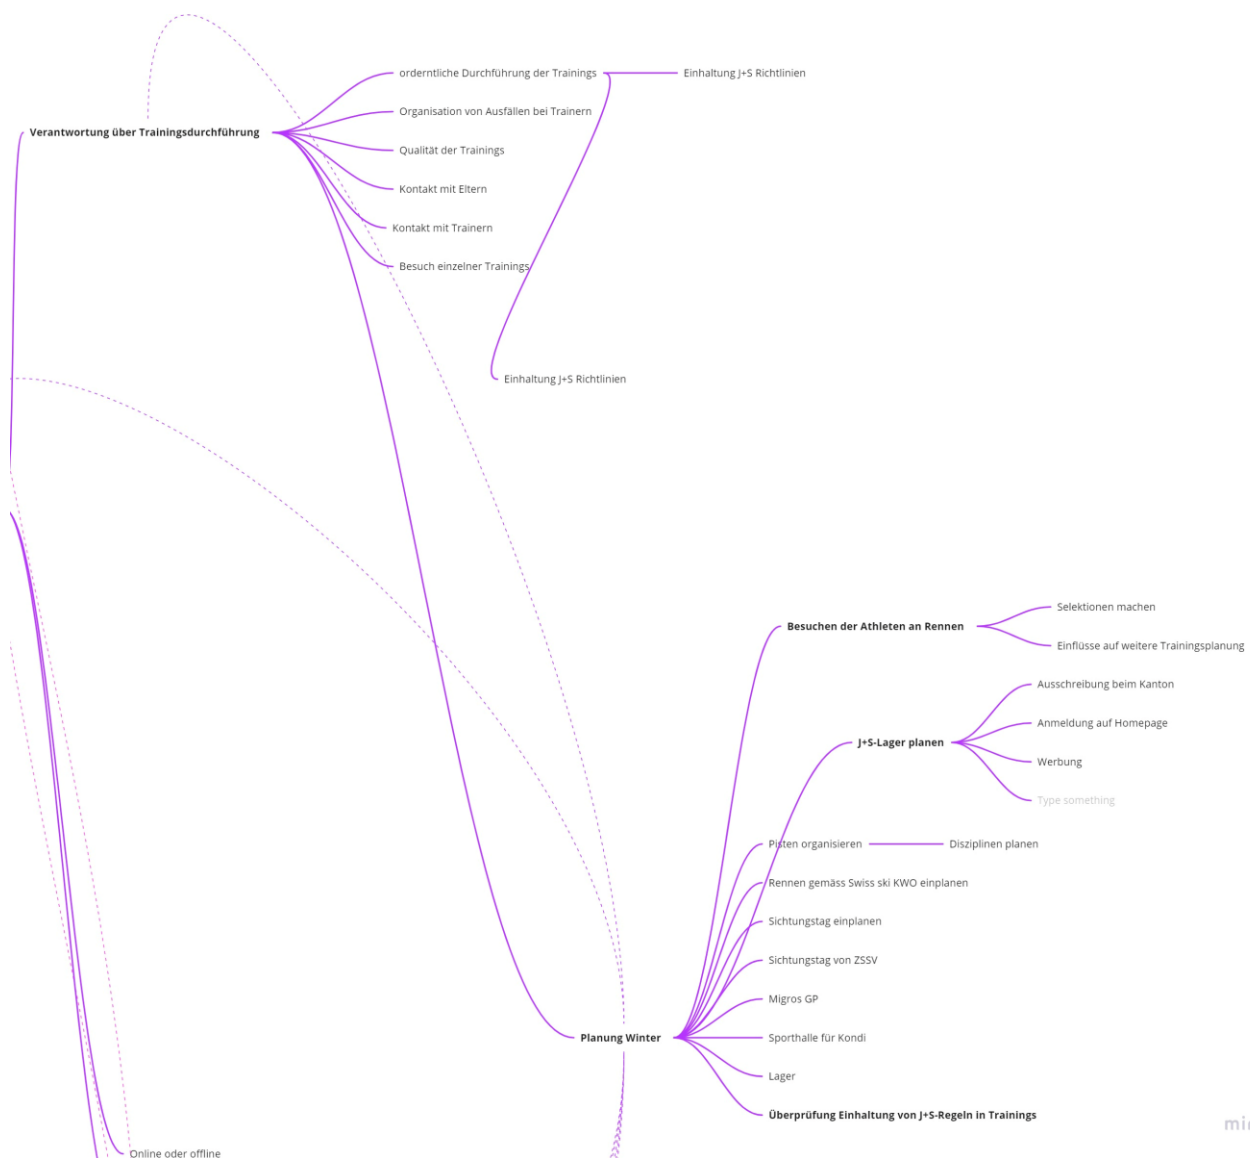 orderntliche Durchführung der Trainings
Einhaltung J+S Richtlinien
Organisation von Ausfällen bei Trainern
Verantwortung über Trainingsdurchführung
Qualität der Trainings
Kontakt mit Eltern
Kontakt mit Trainern
Besuch einzelner Trainings
Einhaltung J+S Richtlinien
Selektionen machen
Besuchen der Athleten an Rennen
Einflüsse auf weitere Trainingsplanung
Ausschreibung beim Kanton
Anmeldung auf Homepage
J+S-Lager planen
Werbung
Type something
Pisten organisieren
Disziplinen planen
Rennen gemäss Swiss ski KWO einplanen
Sichtungstag einplanen
Sichtungstag von ZSSV
Migros GP
Planung Winter
Sporthalle für Kondi
Lager
Überprüfung Einhaltung von J+S-Regeln in Trainings
Online oder offline